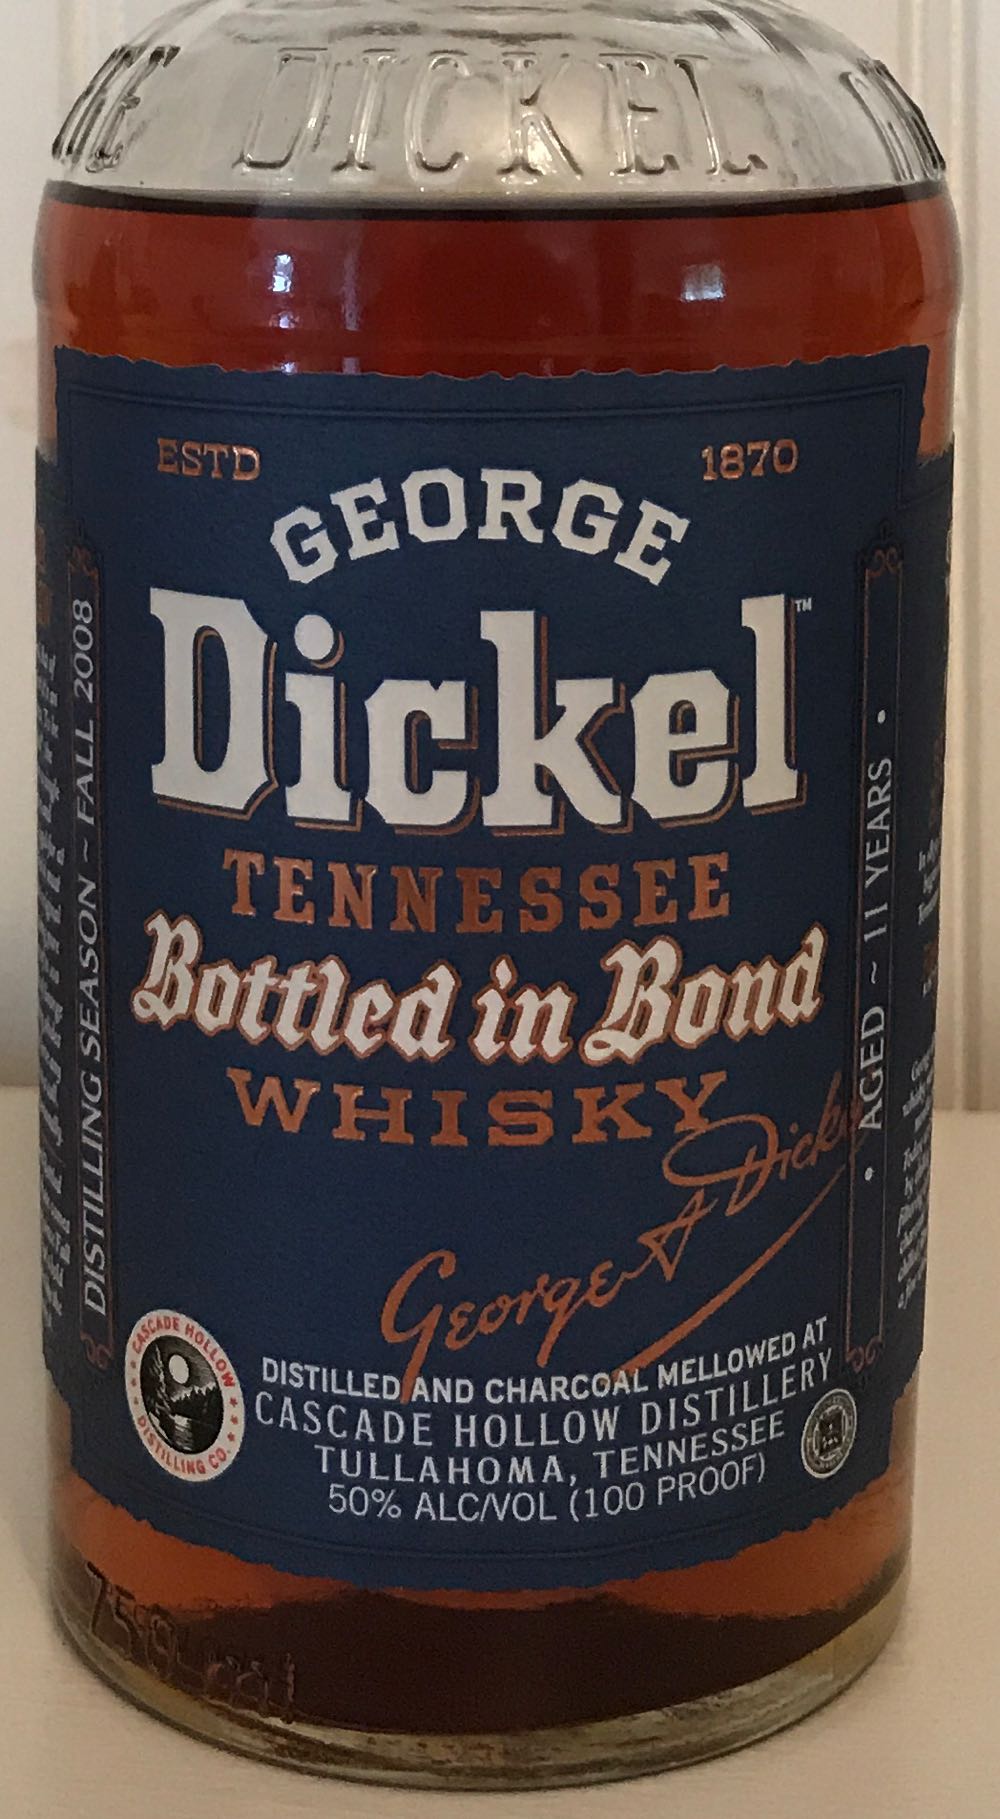 DICKEL
ESTD 1870
GEORGE
Dickel™
TENNESSEE
Bottled in Bond
WHISKY
George A Dickel
DISTILLED AND CHARCOAL MELLOWED AT
CASCADE HOLLOW DISTILLERY
TULLAHOMA, TENNESSEE
50% ALC/VOL (100 PROOF)
CASCADE HOLLOW
DISTILLING CO.
DISTILLING SEASON ~ FALL 2008
• AGED ~ 11 YEARS •
750